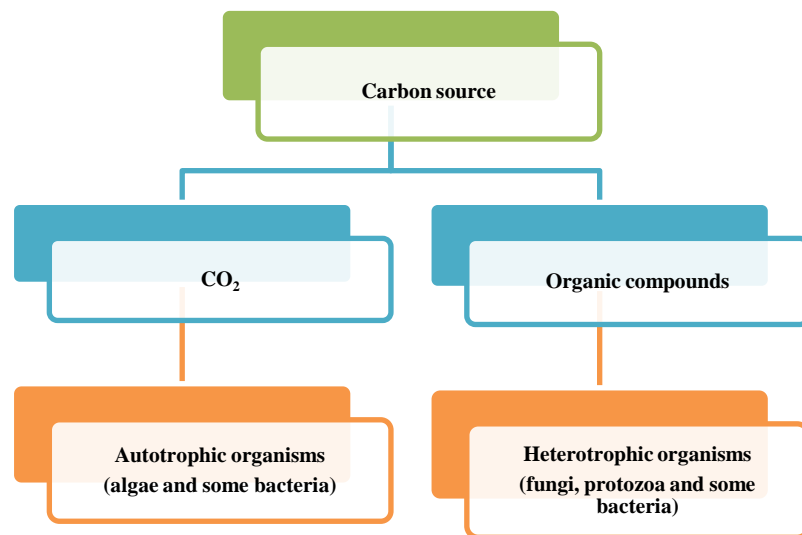 Carbon source
CO₂
Organic compounds
Autotrophic organisms
(algae and some bacteria)
Heterotrophic organisms
(fungi, protozoa and some
bacteria)